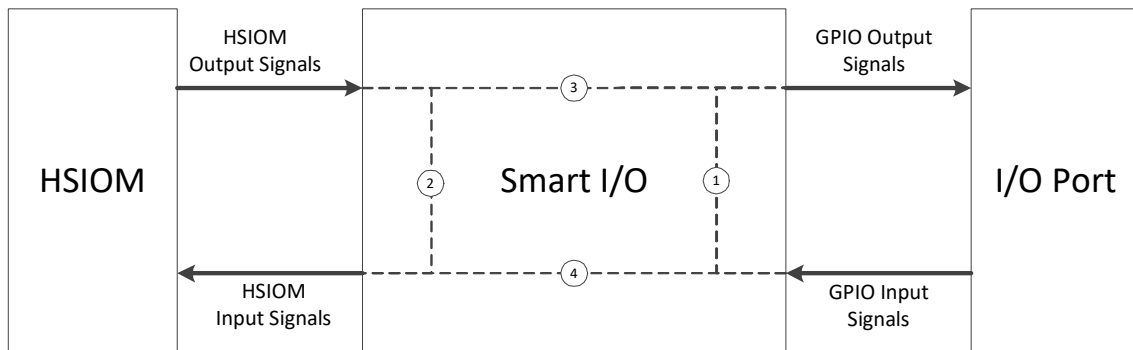 HSIOM
Output Signals
GPIO Output
Signals
3
HSIOM
2
Smart I/O
1
I/O Port
4
HSIOM
Input Signals
GPIO Input
Signals